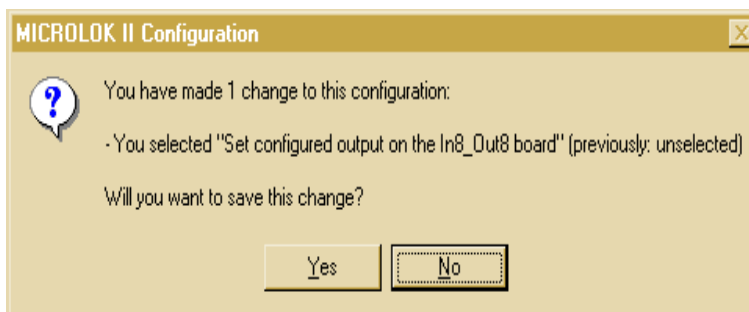 MICROLOK II Configuration
You have made 1 change to this configuration:
- You selected "Set configured output on the In8_Out8 board" (previously: unselected)
Will you want to save this change?
Yes No